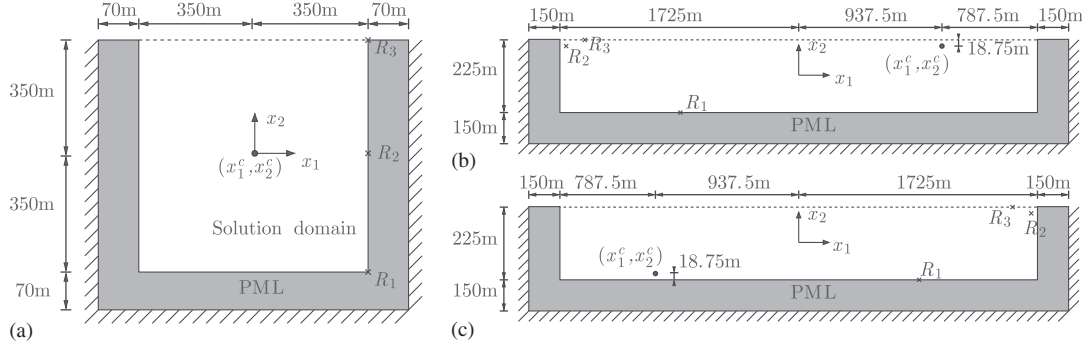 70m 350m 350m 70m
350m
350m
70m
R₃
x₂
x₁
R₂
(x₁ᶜ,x₂ᶜ)
Solution domain
R₁
PML
(a)
150m 1725m 937.5m 787.5m 150m
225m
150m
R₃
R₂
x₂
x₁
18.75m
(x₁ᶜ,x₂ᶜ)
R₁
PML
(b)
150m 787.5m 937.5m 1725m 150m
225m
150m
x₂
x₁
R₃
R₂
(x₁ᶜ,x₂ᶜ)
18.75m
R₁
PML
(c)